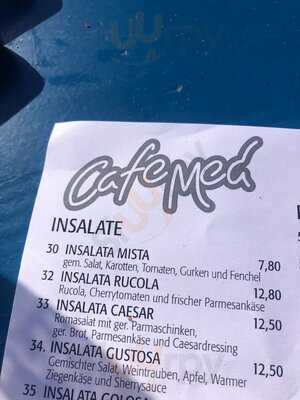 Cafe Med
INSALATE
30 INSALATA MISTA 7,80
gem. Salat, Karotten, Tomaten, Gurken und Fenchel
32 INSALATA RUCOLA 12,80
Rucola, Cherrytomaten und frischer Parmesankäse
33 INSALATA CAESAR 12,50
Romasalat mit ger. Parmaschinken,
ger. Brot, Parmesankäse und Caesardressing
34. INSALATA GUSTOSA 12,50
Gemischter Salat, Weintrauben, Apfel, Warmer
Ziegenkäse und Sherrysauce
35